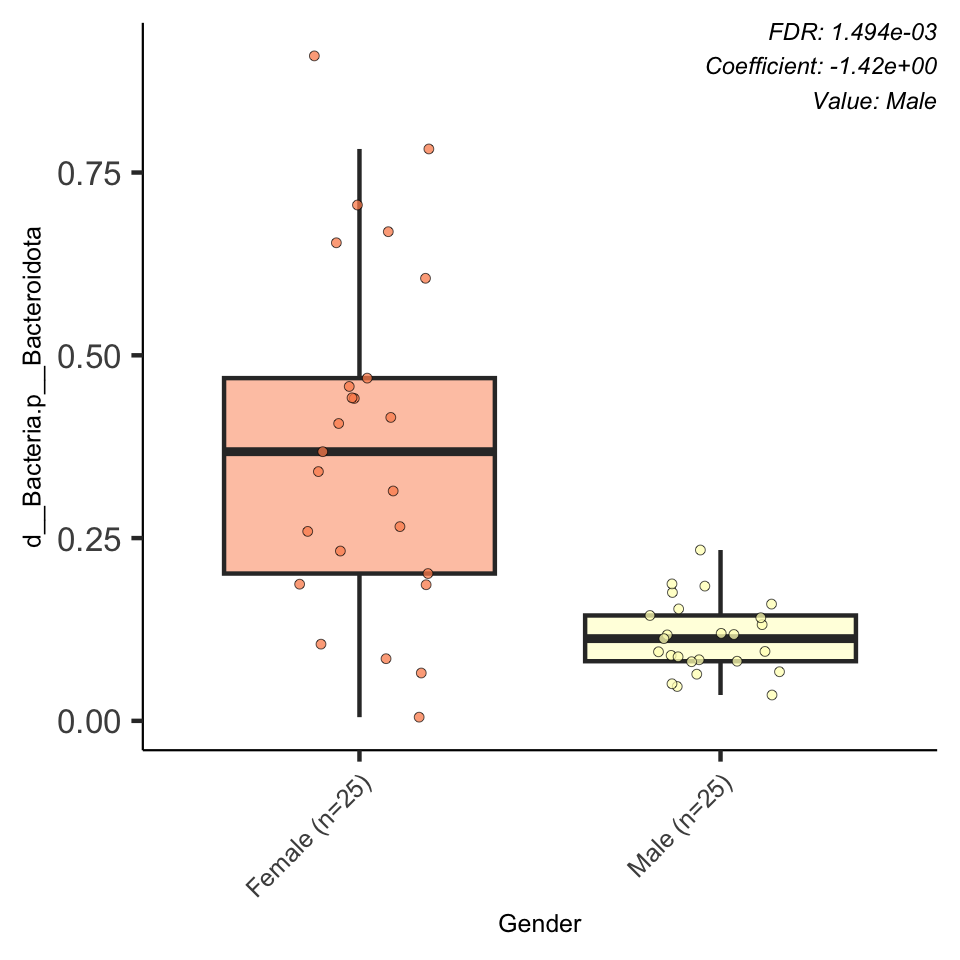 FDR: 1.494e-03
Coefficient: -1.42e+00
Value: Male
d__Bacteria.p__Bacteroidota
0.75
0.50
0.25
0.00
Female (n=25)
Male (n=25)
Gender